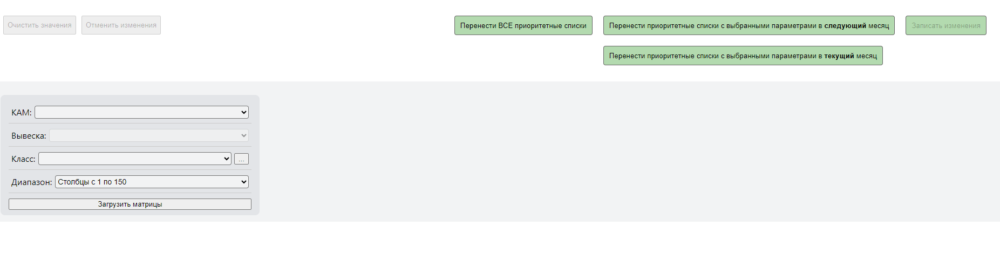 Очистить значения
Отменить изменения
Перенести ВСЕ приоритетные списки
Перенести приоритетные списки с выбранными параметрами в следующий месяц
Записать изменения
Перенести приоритетные списки с выбранными параметрами в текущий месяц
КАМ:
Вывеска:
Класс:
...
Диапазон:
Столбцы с 1 по 150
Загрузить матрицы